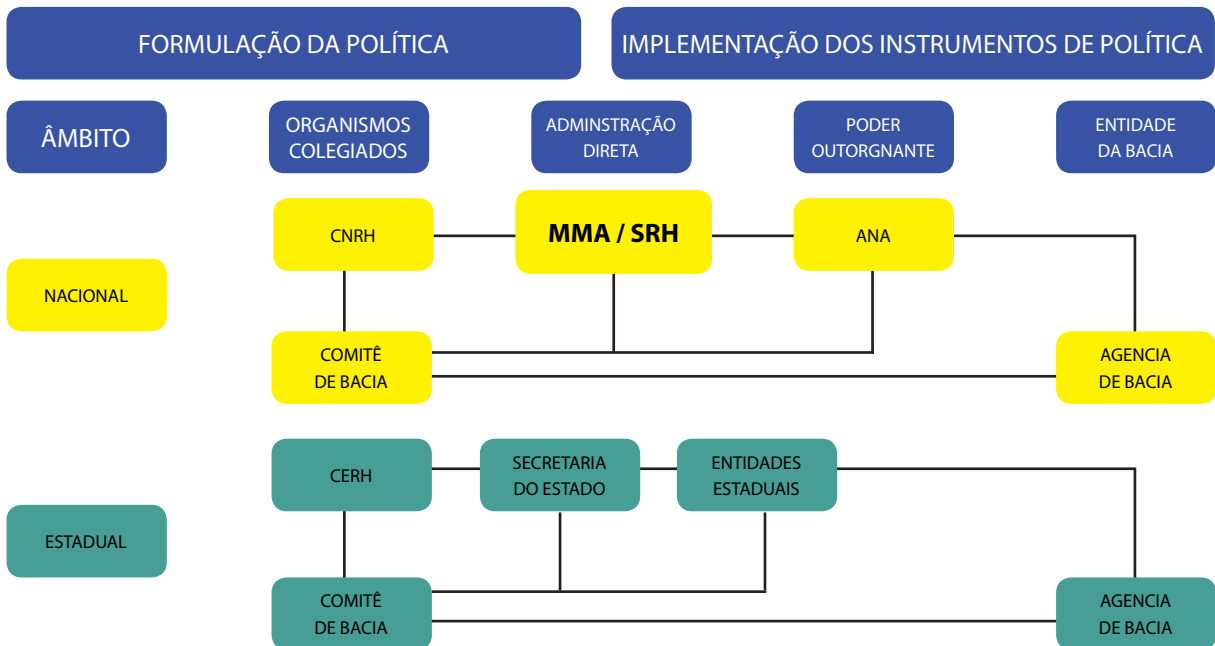 FORMULAÇÃO DA POLÍTICA
IMPLEMENTAÇÃO DOS INSTRUMENTOS DE POLÍTICA
ÂMBITO
ORGANISMOS
COLEGIADOS
ADMINSTRAÇÃO
DIRETA
PODER
OUTORGNANTE
ENTIDADE
DA BACIA
NACIONAL
CNRH
MMA / SRH
ANA
COMITÊ
DE BACIA
AGENCIA
DE BACIA
ESTADUAL
CERH
SECRETARIA
DO ESTADO
ENTIDADES
ESTADUAIS
COMITÊ
DE BACIA
AGENCIA
DE BACIA